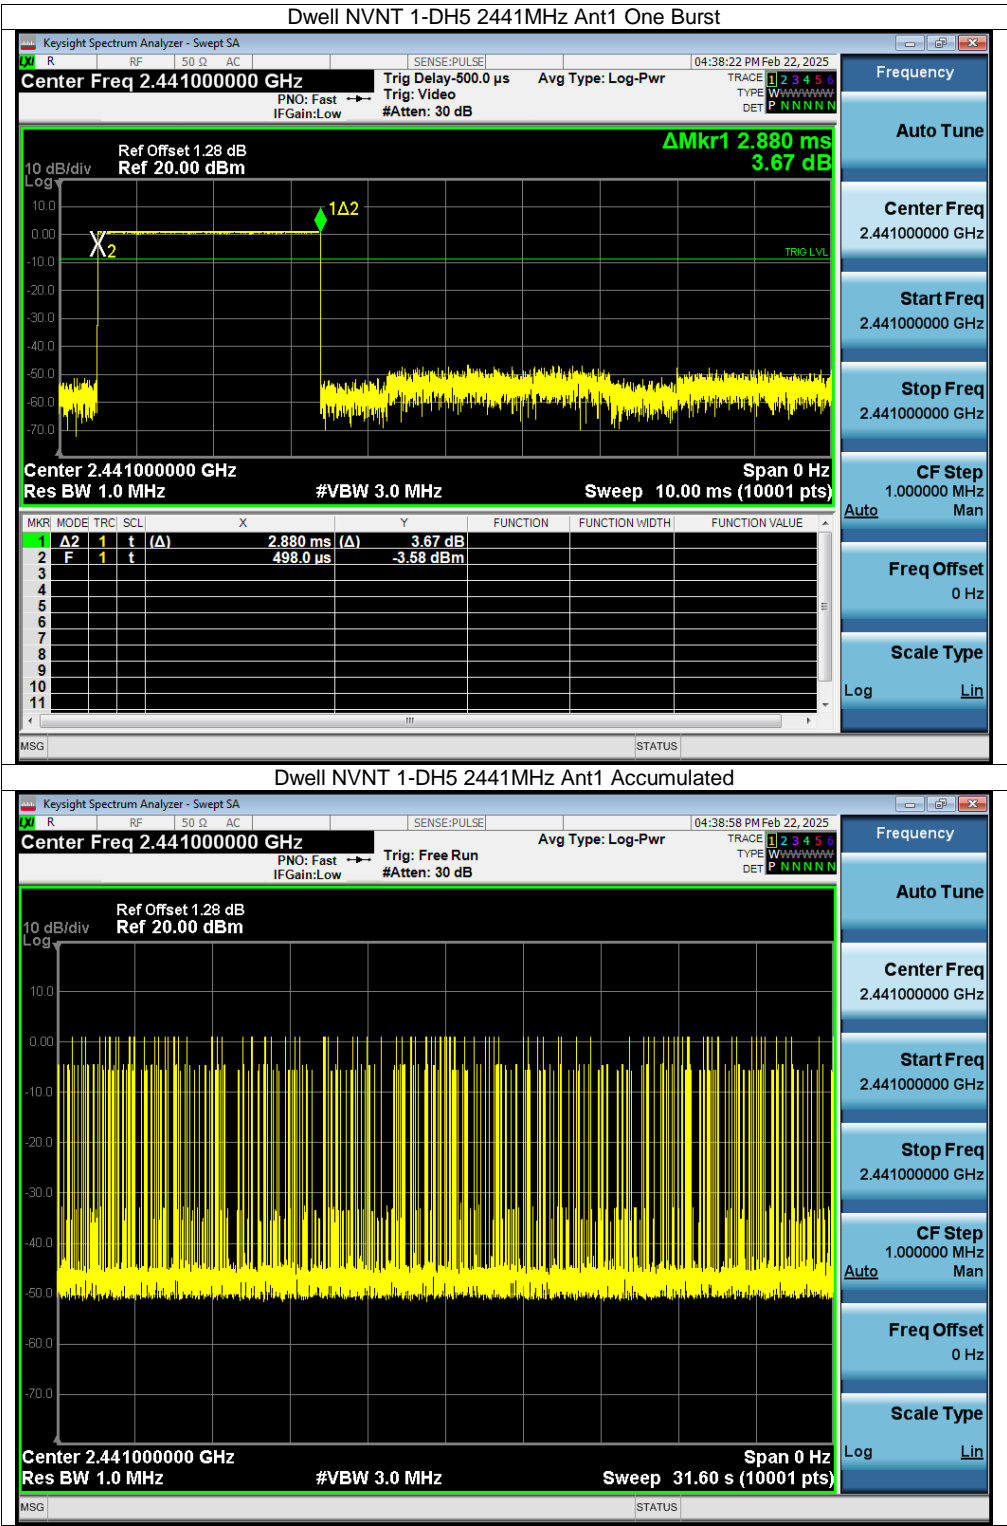 Dwell NVNT 1-DH5 2441MHz Ant1 One Burst
Keysight Spectrum Analyzer - Swept SA
LXI R RF 50 Ω AC SENSE:PULSE 04:38:22 PM Feb 22, 2025
Center Freq 2.441000000 GHz
Trig Delay-500.0 µs Avg Type: Log-Pwr TRACE 1 2 3 4 5 6
PNO: Fast Trig: Video TYPE WWWWWWW
IFGain:Low #Atten: 30 dB DET P N N N N N
ΔMkr1 2.880 ms
3.67 dB
Ref Offset 1.28 dB
10 dB/div Ref 20.00 dBm
Log
10.0
1Δ2
0.00
2
TRIG LVL
-10.0
-20.0
-30.0
-40.0
-50.0
-60.0
-70.0
Center 2.441000000 GHz Span 0 Hz
Res BW 1.0 MHz #VBW 3.0 MHz Sweep 10.00 ms (10001 pts)
MKR MODE TRC SCL X Y FUNCTION FUNCTION WIDTH FUNCTION VALUE
1 Δ2 1 t (Δ) 2.880 ms (Δ) 3.67 dB
2 F 1 t 498.0 µs -3.58 dBm
3
4
5
6
7
8
9
10
11
MSG STATUS
Frequency
Auto Tune
Center Freq
2.441000000 GHz
Start Freq
2.441000000 GHz
Stop Freq
2.441000000 GHz
CF Step
1.000000 MHz
Auto Man
Freq Offset
0 Hz
Scale Type
Log Lin
Dwell NVNT 1-DH5 2441MHz Ant1 Accumulated
Keysight Spectrum Analyzer - Swept SA
LXI R RF 50 Ω AC SENSE:PULSE 04:38:58 PM Feb 22, 2025
Center Freq 2.441000000 GHz
Avg Type: Log-Pwr TRACE 1 2 3 4 5 6
PNO: Fast Trig: Free Run TYPE WWWWWWW
IFGain:Low #Atten: 30 dB DET P N N N N N
Ref Offset 1.28 dB
10 dB/div Ref 20.00 dBm
Log
10.0
0.00
-10.0
-20.0
-30.0
-40.0
-50.0
-60.0
-70.0
Center 2.441000000 GHz Span 0 Hz
Res BW 1.0 MHz #VBW 3.0 MHz Sweep 31.60 s (10001 pts)
MSG STATUS
Frequency
Auto Tune
Center Freq
2.441000000 GHz
Start Freq
2.441000000 GHz
Stop Freq
2.441000000 GHz
CF Step
1.000000 MHz
Auto Man
Freq Offset
0 Hz
Scale Type
Log Lin